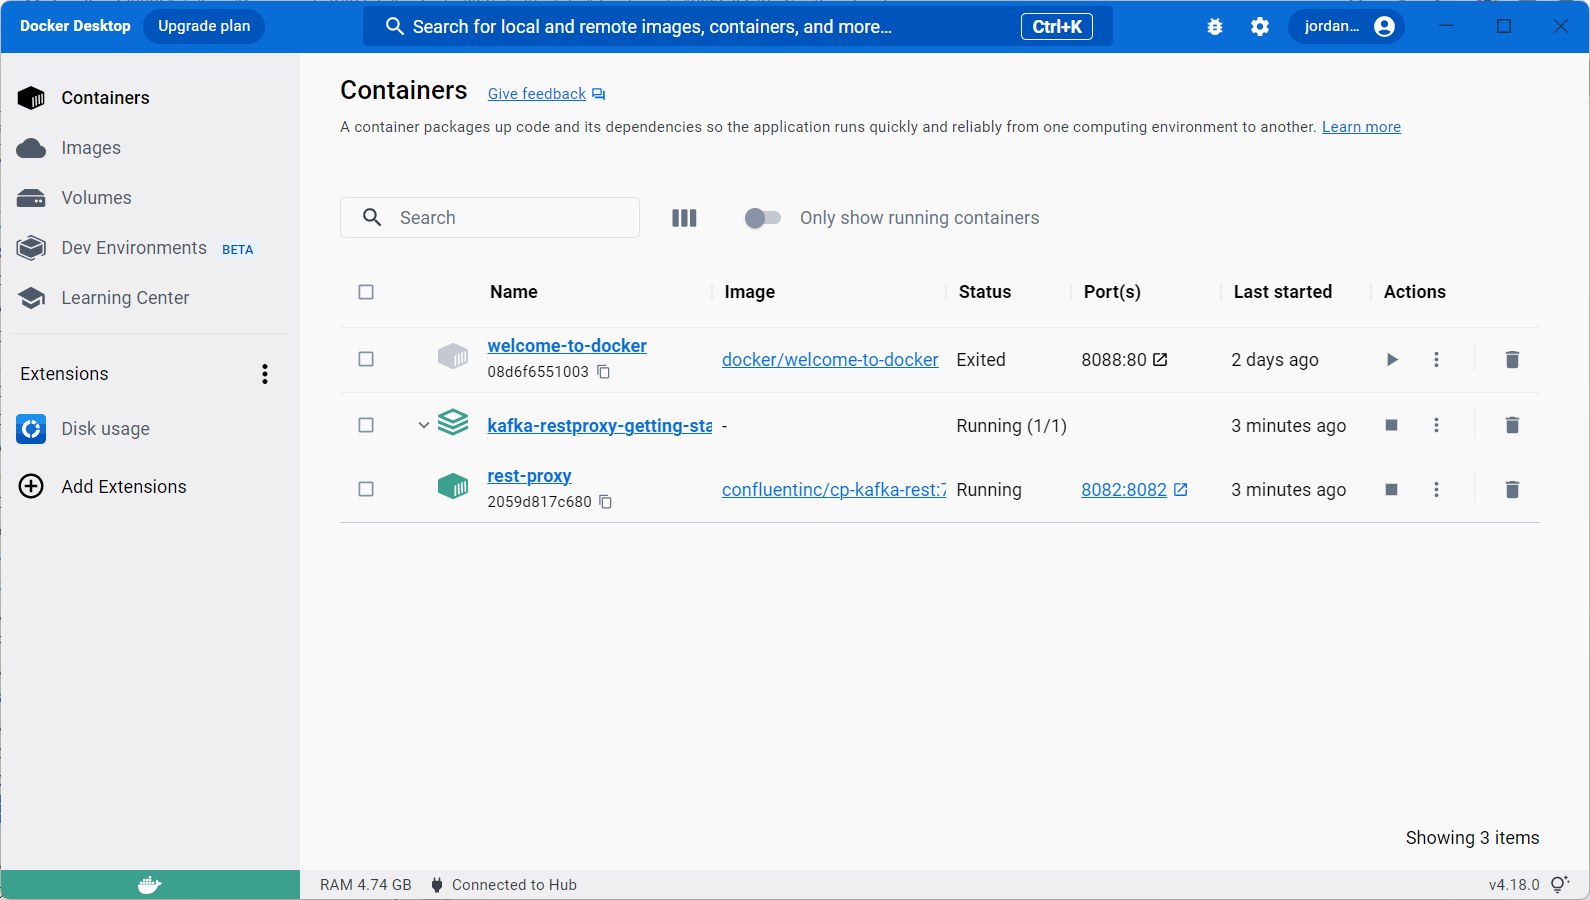 Docker Desktop Upgrade plan Search for local and remote images, containers, and more... Ctrl+K jordan...
Containers
Images
Volumes
Dev Environments BETA
Learning Center
Extensions
Disk usage
Add Extensions
Containers Give feedback
A container packages up code and its dependencies so the application runs quickly and reliably from one computing environment to another. Learn more
Search Only show running containers
Name Image Status Port(s) Last started Actions
welcome-to-docker
08d6f6551003
docker/welcome-to-docker Exited 8088:80 2 days ago
kafka-restproxy-getting-sta - Running (1/1) 3 minutes ago
rest-proxy
2059d817c680
confluentinc/cp-kafka-rest:7 Running 8082:8082 3 minutes ago
Showing 3 items
RAM 4.74 GB Connected to Hub v4.18.0